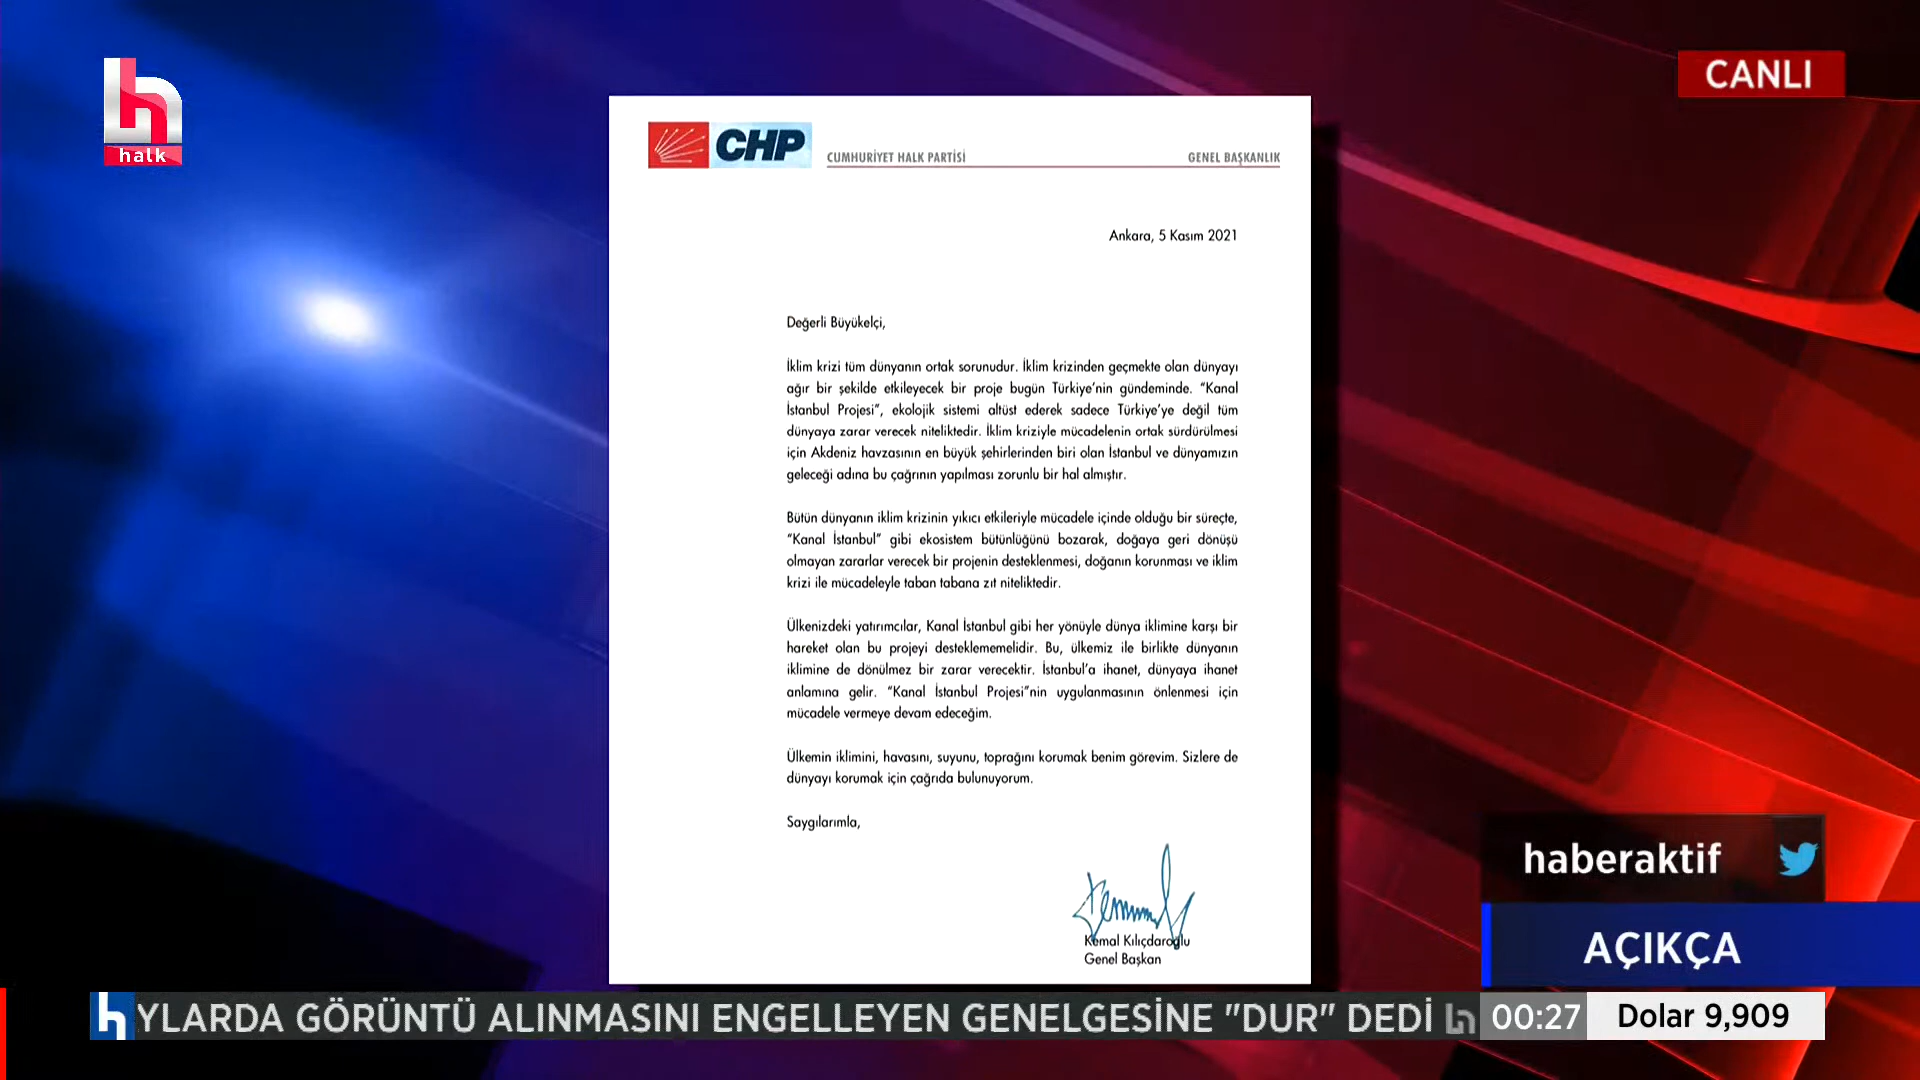 h
halk
CANLI
CHP
CUMHURİYET HALK PARTİSİ
GENEL BAŞKANLIK
Ankara, 5 Kasım 2021
Değerli Büyükelçi,
İklim krizi tüm dünyanın ortak sorunudur. İklim krizinden geçmekte olan dünyayı
ağır bir şekilde etkileyecek bir proje bugün Türkiye'nin gündeminde. “Kanal
İstanbul Projesi”, ekolojik sistemi altüst ederek sadece Türkiye'ye değil tüm
dünyaya zarar verecek niteliktedir. İklim kriziyle mücadelenin ortak sürdürülmesi
için Akdeniz havzasının en büyük şehirlerinden biri olan İstanbul ve dünyamızın
geleceği adına bu çağrının yapılması zorunlu bir hal almıştır.
Bütün dünyanın iklim krizinin yıkıcı etkileriyle mücadele içinde olduğu bir süreçte,
“Kanal İstanbul” gibi ekosistem bütünlüğünü bozarak, doğaya geri dönüşü
olmayan zararlar verecek bir projenin desteklenmesi, doğanın korunması ve iklim
krizi ile mücadeleyle taban tabana zıt niteliktedir.
Ülkenizdeki yatırımcılar, Kanal İstanbul gibi her yönüyle dünya iklimine karşı bir
hareket olan bu projeyi desteklememelidir. Bu, ülkemiz ile birlikte dünyanın
iklimine de dönülmez bir zarar verecektir. İstanbul'a ihanet, dünyaya ihanet
anlamına gelir. “Kanal İstanbul Projesi”nin uygulanmasının önlenmesi için
mücadele vermeye devam edeceğim.
Ülkemin iklimini, havasını, suyunu, toprağını korumak benim görevim. Sizlere de
dünyayı korumak için çağrıda bulunuyorum.
Saygılarımla,
Kemal Kılıçdaroğlu
Genel Başkan
haberaktif
AÇIKÇA
h YLARDA GÖRÜNTÜ ALINMASINI ENGELLEYEN GENELGESİNE "DUR" DEDİ h
00:27
Dolar 9,909